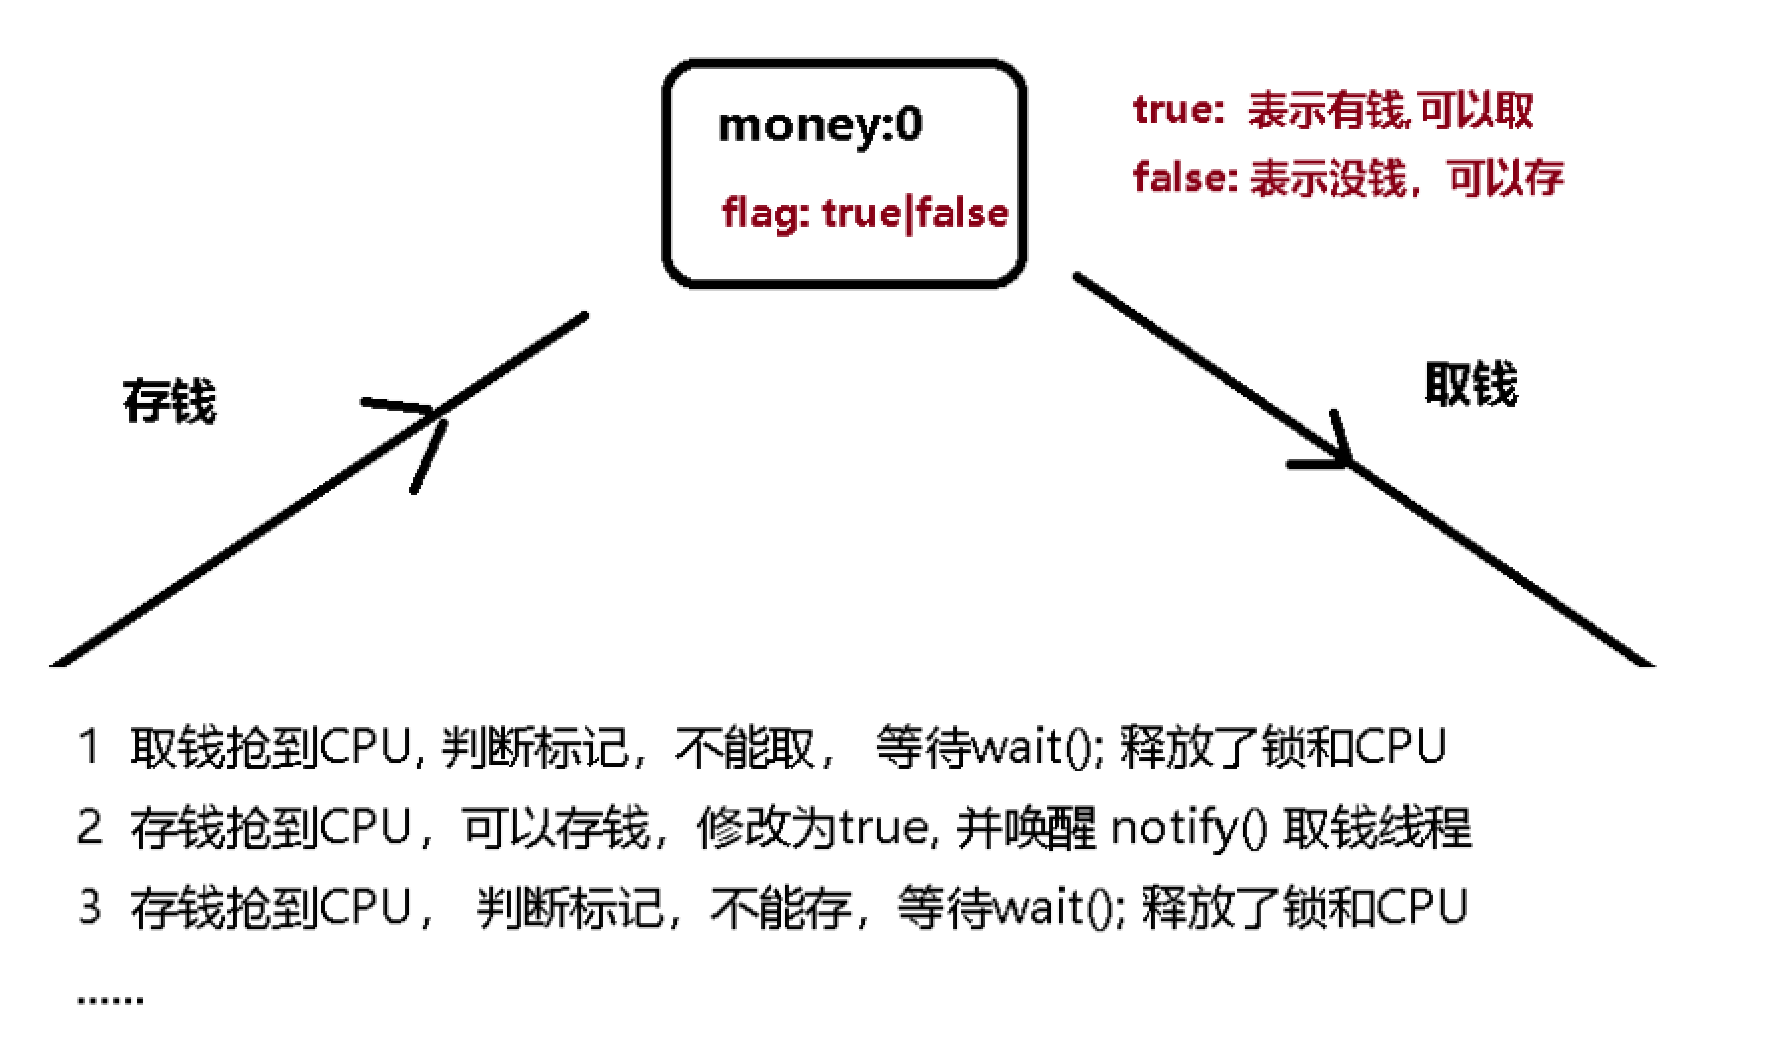 money:0
flag: true|false
true: 表示有钱,可以取
false: 表示没钱，可以存
存钱
取钱
1 取钱抢到CPU, 判断标记，不能取， 等待wait(); 释放了锁和CPU
2 存钱抢到CPU，可以存钱，修改为true, 并唤醒 notify() 取钱线程
3 存钱抢到CPU， 判断标记，不能存，等待wait(); 释放了锁和CPU
......